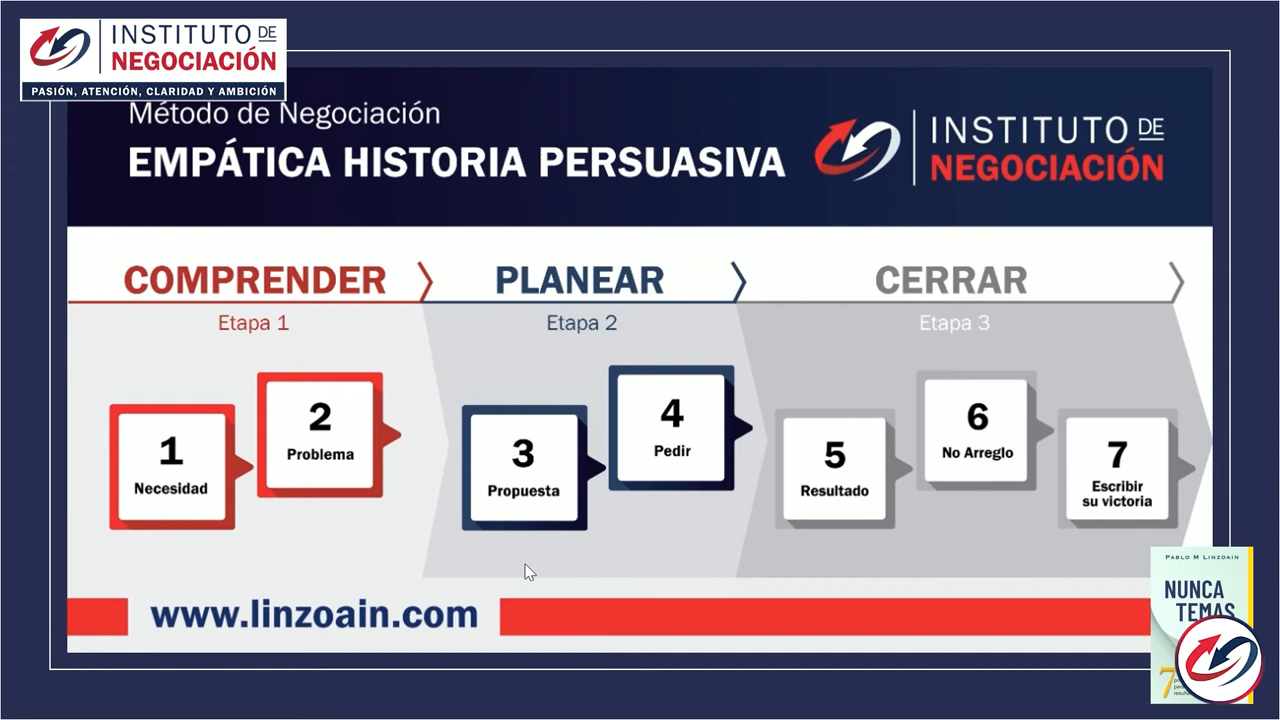 INSTITUTO DE
NEGOCIACIÓN
PASIÓN, ATENCIÓN, CLARIDAD Y AMBICIÓN
Método de Negociación
EMPÁTICA HISTORIA PERSUASIVA
INSTITUTO DE
NEGOCIACIÓN
COMPRENDER
Etapa 1
PLANEAR
Etapa 2
CERRAR
Etapa 3
1
Necesidad
2
Problema
3
Propuesta
4
Pedir
5
Resultado
6
No Arreglo
7
Escribir
su victoria
www.linzoain.com
PABLO M LINZOAIN
NUNCA
TEMAS
7